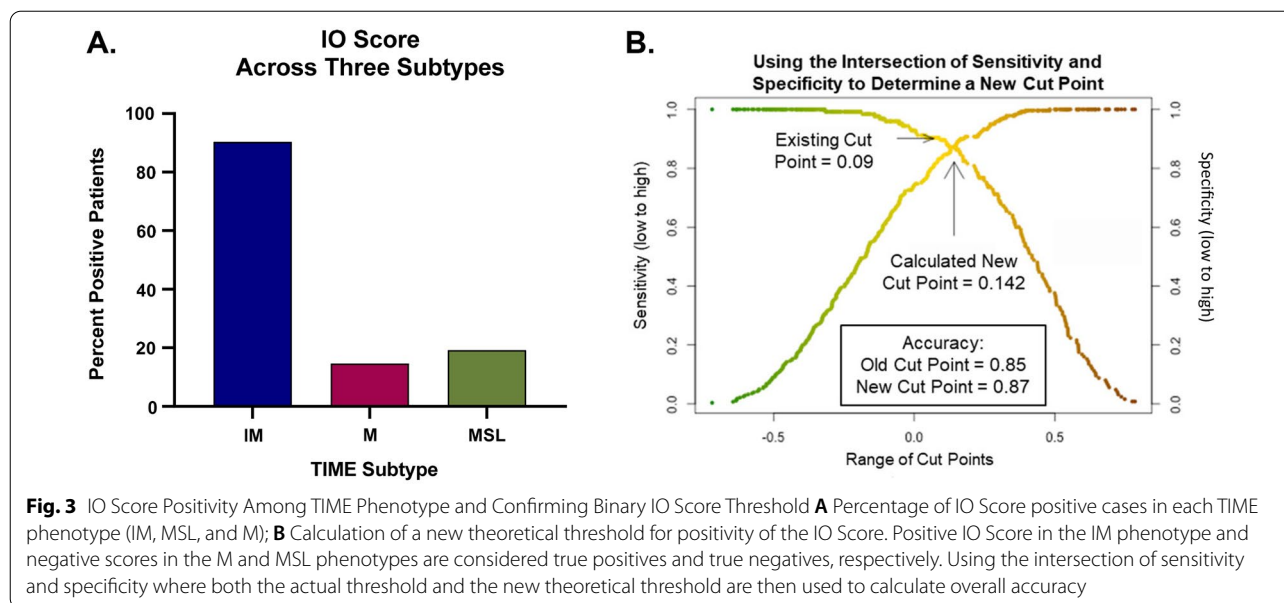 A.
IO Score
Across Three Subtypes
Percent Positive Patients
100
80
60
40
20
0
IM
M
MSL
TIME Subtype
B.
Using the Intersection of Sensitivity and
Specificity to Determine a New Cut Point
Sensitivity (low to high)
1.0
0.8
0.6
0.4
0.2
0.0
Existing Cut
Point = 0.09
Calculated New
Cut Point = 0.142
Accuracy:
Old Cut Point = 0.85
New Cut Point = 0.87
1.0
0.8
0.6
0.4
0.2
0.0
Specificity (low to high)
-0.5
0.0
0.5
Range of Cut Points
Fig. 3 IO Score Positivity Among TIME Phenotype and Confirming Binary IO Score Threshold A Percentage of IO Score positive cases in each TIME
phenotype (IM, MSL, and M); B Calculation of a new theoretical threshold for positivity of the IO Score. Positive IO Score in the IM phenotype and
negative scores in the M and MSL phenotypes are considered true positives and true negatives, respectively. Using the intersection of sensitivity
and specificity where both the actual threshold and the new theoretical threshold are then used to calculate overall accuracy